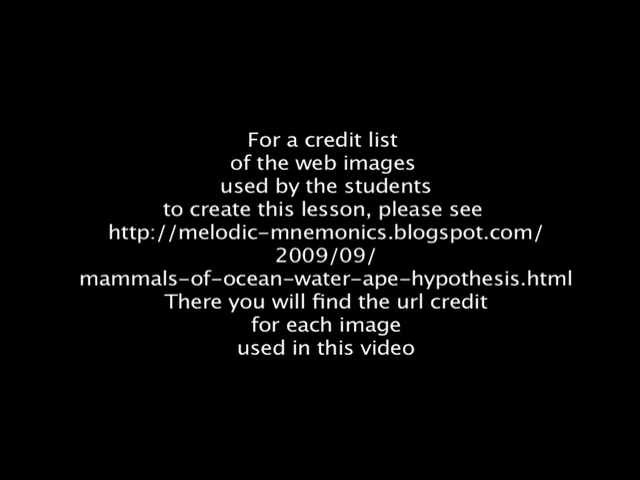 For a credit list
of the web images
used by the students
to create this lesson, please see
http://melodic-mnemonics.blogspot.com/
2009/09/
mammals-of-ocean-water-ape-hypothesis.html
There you will find the url credit
for each image
used in this video